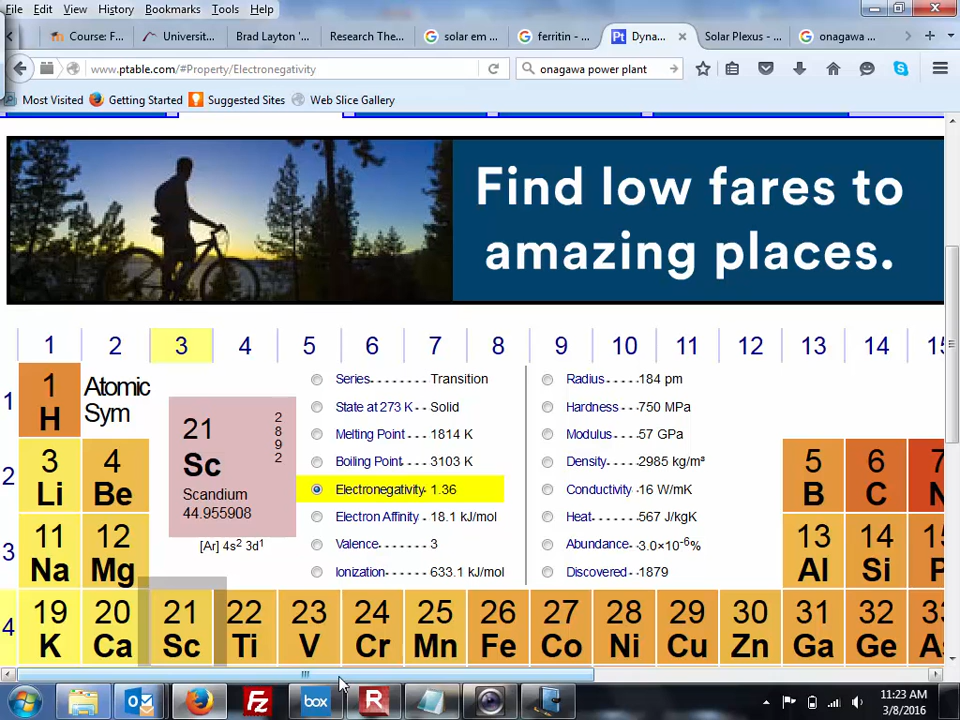 File Edit View History Bookmarks Tools Help
Course: F... Universit... Brad Layton '... Research The... solar em ... ferritin - ... Pt Dyna... Solar Plexus - ... onagawa ...
www.ptable.com/#Property/Electronegativity onagawa power plant
Most Visited Getting Started Suggested Sites Web Slice Gallery
Find low fares to
amazing places.
1 2 3 4 5 6 7 8 9 10 11 12 13 14 15
1
1
H
Atomic
Sym
21
Sc
Scandium
44.955908
2
8
9
2
[Ar] 4s² 3d¹
Series Transition
State at 273 K Solid
Melting Point 1814 K
Boiling Point 3103 K
Electronegativity 1.36
Electron Affinity 18.1 kJ/mol
Valence 3
Ionization 633.1 kJ/mol
Radius 184 pm
Hardness 750 MPa
Modulus 57 GPa
Density 2985 kg/m³
Conductivity 16 W/mK
Heat 567 J/kgK
Abundance 3.0×10⁻⁶%
Discovered 1879
2
3 4 5 6 7
Li Be B C N
3
11 12 13 14 15
Na Mg Al Si P
4
19 20 21 22 23 24 25 26 27 28 29 30 31 32 33
K Ca Sc Ti V Cr Mn Fe Co Ni Cu Zn Ga Ge As
Fz box R
11:23 AM
3/8/2016